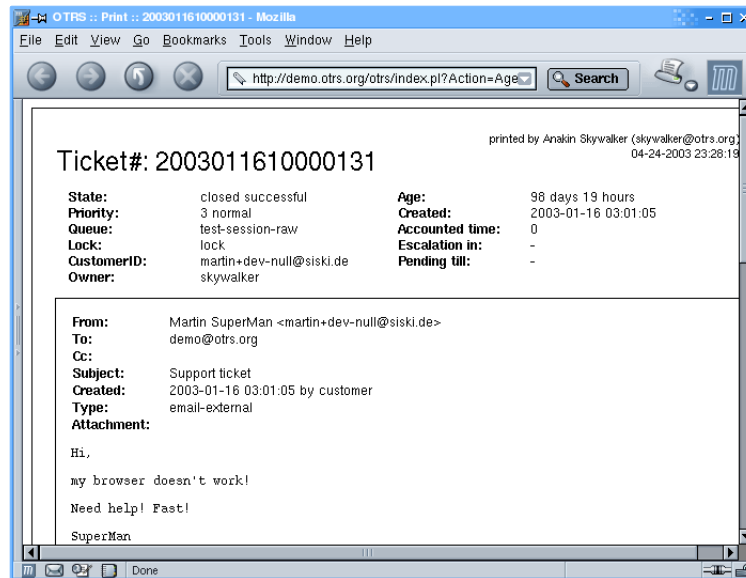 OTRS :: Print :: 2003011610000131 - Mozilla
File Edit View Go Bookmarks Tools Window Help
http://demo.otrs.org/otrs/index.pl?Action=Age Search
printed by Anakin Skywalker (skywalker@otrs.org)
Ticket#: 2003011610000131
04-24-2003 23:28:19
State: closed successful Age: 98 days 19 hours
Priority: 3 normal Created: 2003-01-16 03:01:05
Queue: test-session-raw Accounted time: 0
Lock: lock Escalation in: -
CustomerID: martin+dev-null@siski.de Pending till: -
Owner: skywalker
From: Martin SuperMan <martin+dev-null@siski.de>
To: demo@otrs.org
Cc:
Subject: Support ticket
Created: 2003-01-16 03:01:05 by customer
Type: email-external
Attachment:
Hi,
my browser doesn't work!
Need help! Fast!
SuperMan
Done